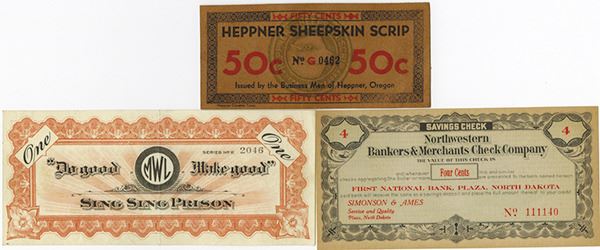 FIFTY CENTS
HEPPNER SHEEPSKIN SCRIP
50c No G 0462 50c
Issued by the Business Men of Heppner, Oregon
FIFTY CENTS
One
SERIES No E 2046
One
"Do good MWL Make good"
SING SING PRISON
SAVINGS CHECK
4 4
Northwestern
Bankers & Merchants Check Company
THE VALUE OF THIS CHECK IS
Four Cents
FIRST NATIONAL BANK, PLAZA, NORTH DAKOTA
SIMONSON & AMES
Service and Quality
Plaza, North Dakota
No 111140